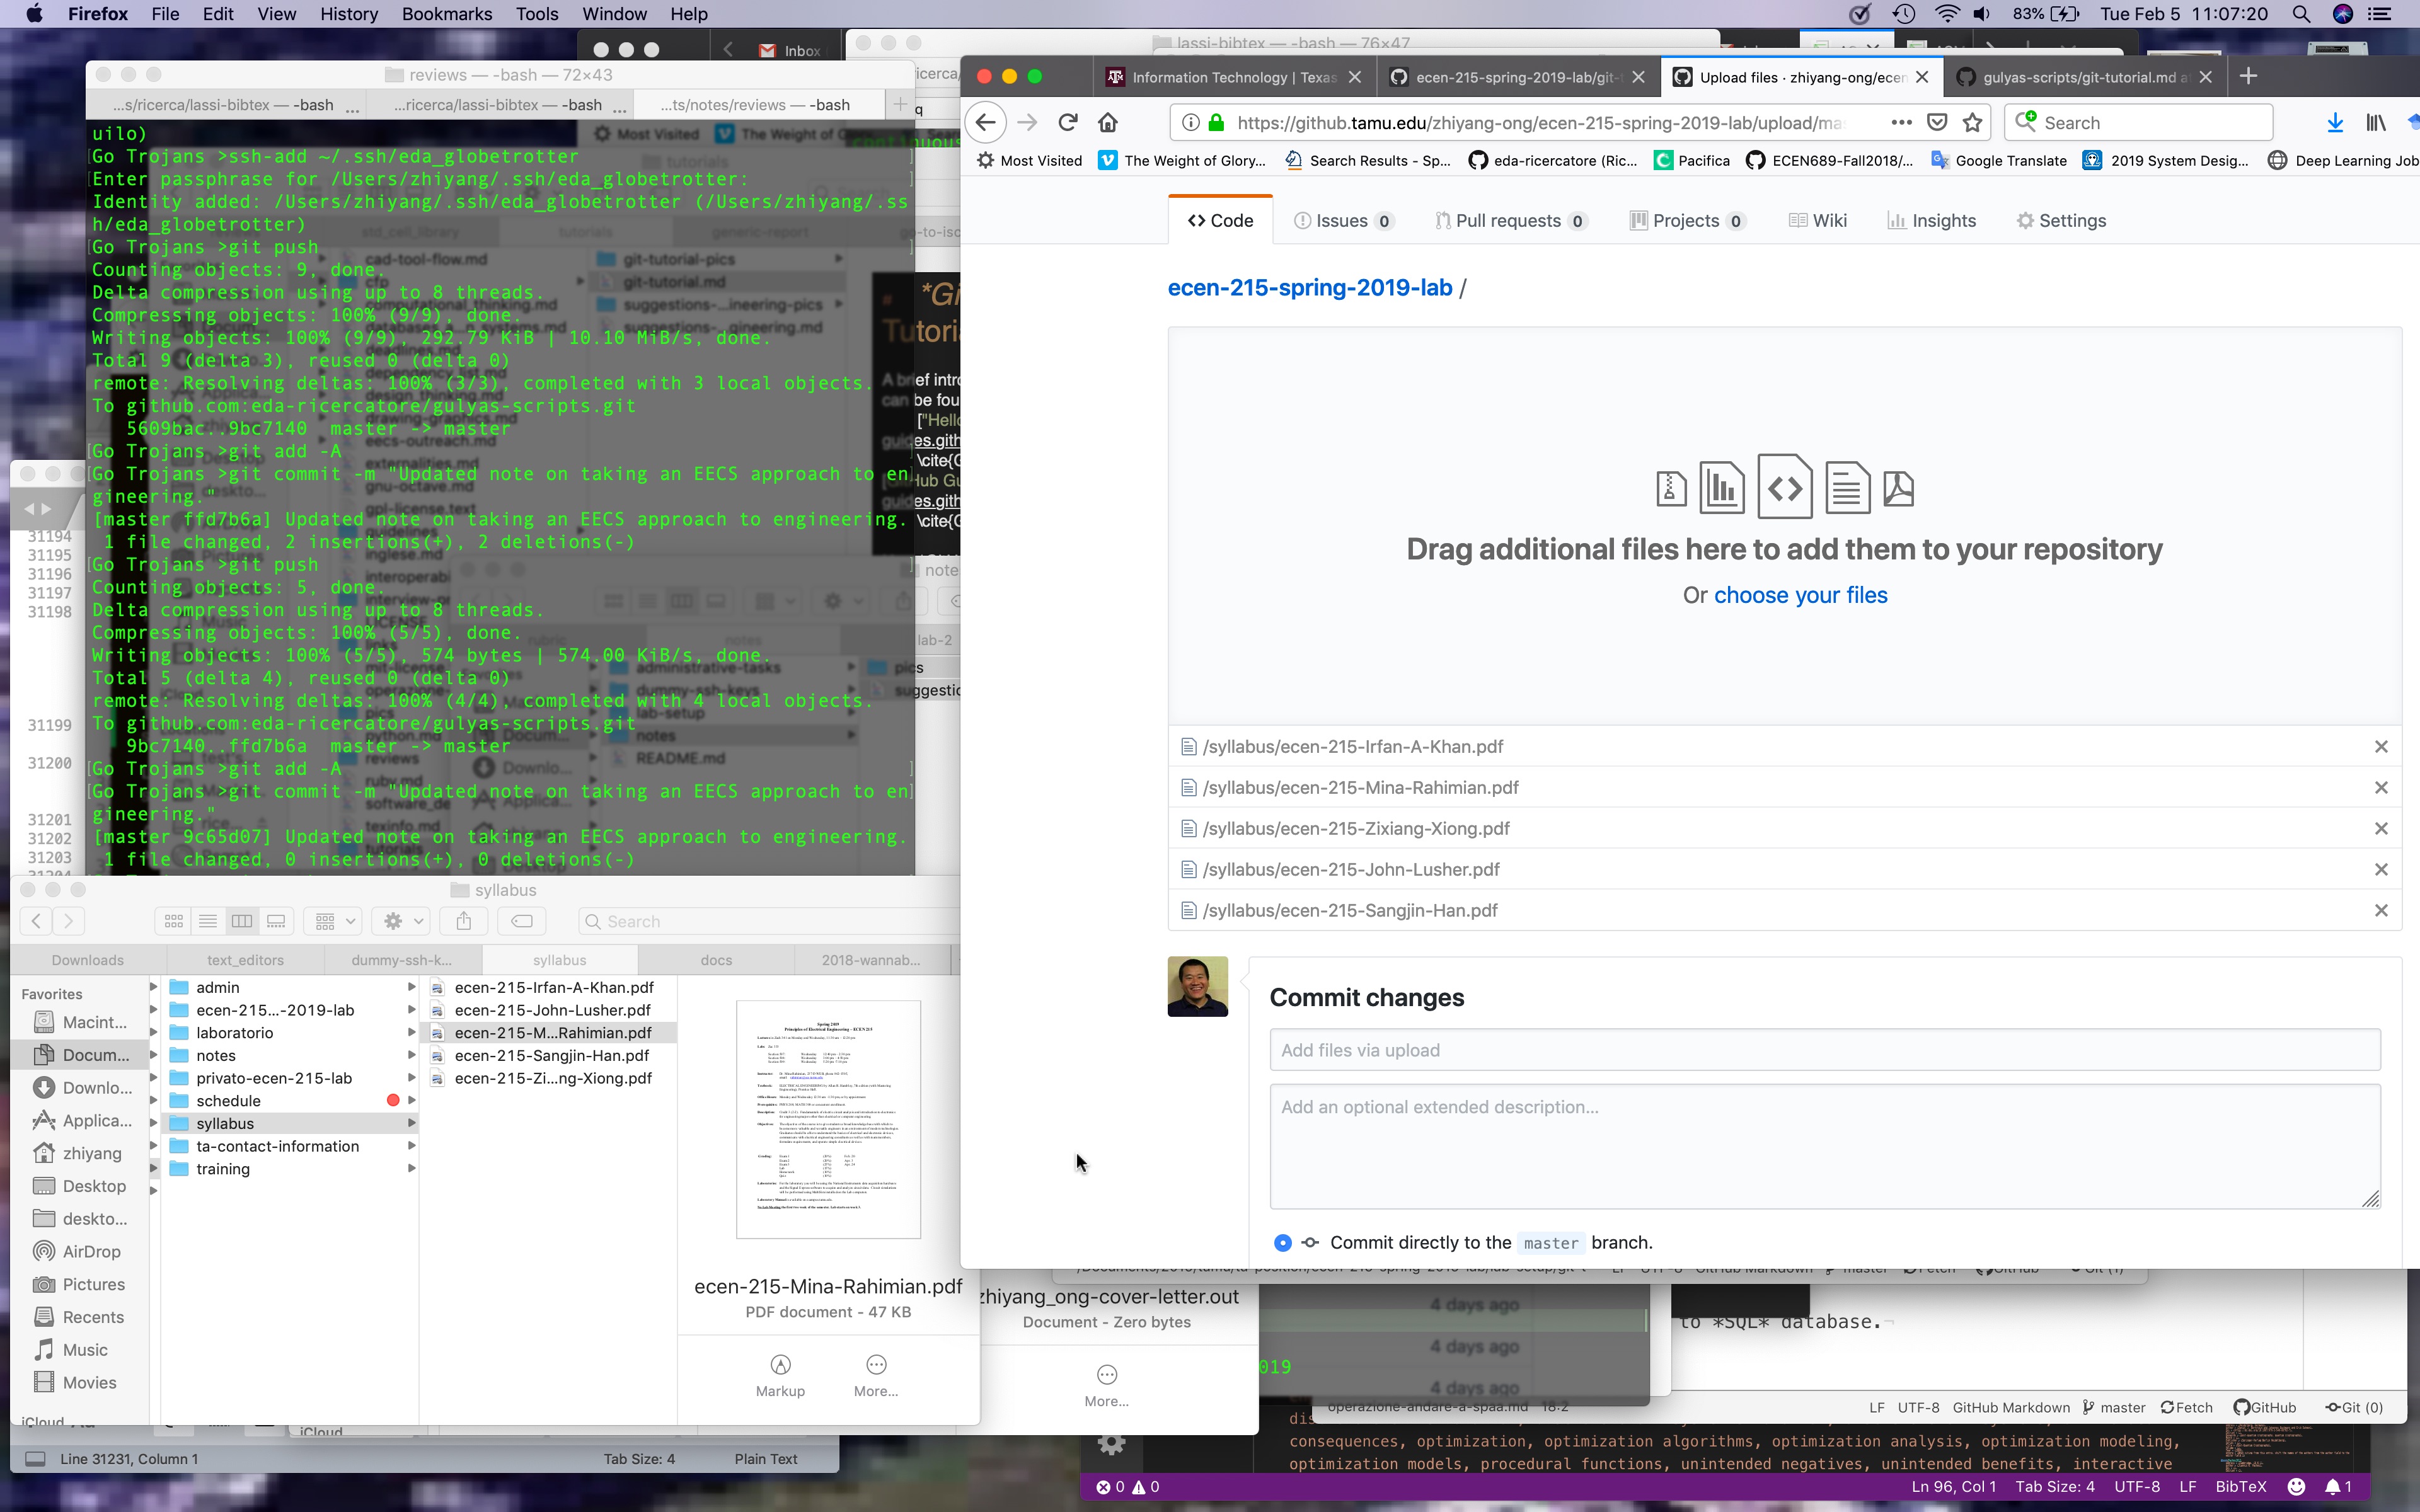 Firefox File Edit View History Bookmarks Tools Window Help
83% Tue Feb 5 11:07:20
Inbox
lassi-bibtex — -bash — 76×47
reviews — -bash — 72×43
...s/ricerca/lassi-bibtex — -bash ...
...ricerca/lassi-bibtex — -bash ...
...ts/notes/reviews — -bash
uilo)
[Go Trojans >ssh-add ~/.ssh/eda_globetrotter ]
[Enter passphrase for /Users/zhiyang/.ssh/eda_globetrotter: ]
Identity added: /Users/zhiyang/.ssh/eda_globetrotter (/Users/zhiyang/.ss
h/eda_globetrotter)
[Go Trojans >git push ]
Counting objects: 9, done.
Delta compression using up to 8 threads.
Compressing objects: 100% (9/9), done.
Writing objects: 100% (9/9), 292.79 KiB | 10.10 MiB/s, done.
Total 9 (delta 3), reused 0 (delta 0)
remote: Resolving deltas: 100% (3/3), completed with 3 local objects.
To github.com:eda-ricercatore/gulyas-scripts.git
5609bac..9bc7140 master -> master
[Go Trojans >git add -A ]
[Go Trojans >git commit -m "Updated note on taking an EECS approach to en]
gineering."
[master ffd7b6a] Updated note on taking an EECS approach to engineering.
1 file changed, 2 insertions(+), 2 deletions(-)
[Go Trojans >git push ]
Counting objects: 5, done.
Delta compression using up to 8 threads.
Compressing objects: 100% (5/5), done.
Writing objects: 100% (5/5), 574 bytes | 574.00 KiB/s, done.
Total 5 (delta 4), reused 0 (delta 0)
remote: Resolving deltas: 100% (4/4), completed with 4 local objects.
To github.com:eda-ricercatore/gulyas-scripts.git
9bc7140..ffd7b6a master -> master
[Go Trojans >git add -A ]
[Go Trojans >git commit -m "Updated note on taking an EECS approach to en]
gineering."
[master 9c65d07] Updated note on taking an EECS approach to engineering.
1 file changed, 0 insertions(+), 0 deletions(-)
31194
31195
31196
31197
31198
31199
31200
31201
31202
31203
Information Technology | Texas
ecen-215-spring-2019-lab/git-t
Upload files · zhiyang-ong/ecen
gulyas-scripts/git-tutorial.md at
https://github.tamu.edu/zhiyang-ong/ecen-215-spring-2019-lab/upload/ma
Search
Most Visited
The Weight of Glory...
Search Results - Sp...
eda-ricercatore (Ric...
Pacifica
ECEN689-Fall2018/...
Google Translate
2019 System Desig...
Deep Learning Job
Code
Issues 0
Pull requests 0
Projects 0
Wiki
Insights
Settings
ecen-215-spring-2019-lab /
Drag additional files here to add them to your repository
Or choose your files
/syllabus/ecen-215-Irfan-A-Khan.pdf
/syllabus/ecen-215-Mina-Rahimian.pdf
/syllabus/ecen-215-Zixiang-Xiong.pdf
/syllabus/ecen-215-John-Lusher.pdf
/syllabus/ecen-215-Sangjin-Han.pdf
Commit changes
Add files via upload
Add an optional extended description...
Commit directly to the master branch.
syllabus
Search
Downloads
text_editors
dummy-ssh-k...
syllabus
docs
2018-wannab...
Favorites
Macint...
Docum...
Downlo...
Applica...
zhiyang
Desktop
deskto...
AirDrop
Pictures
Recents
Music
Movies
iCloud
admin
ecen-215...-2019-lab
laboratorio
notes
privato-ecen-215-lab
schedule
syllabus
ta-contact-information
training
ecen-215-Irfan-A-Khan.pdf
ecen-215-John-Lusher.pdf
ecen-215-M...Rahimian.pdf
ecen-215-Sangjin-Han.pdf
ecen-215-Zi...ng-Xiong.pdf
ecen-215-Mina-Rahimian.pdf
PDF document - 47 KB
Markup
More...
zhiyang_ong-cover-letter.out
Document - Zero bytes
More...
4 days ago
4 days ago
4 days ago
019
to *SQL* database.
operazione-andare-a-spaa.md 18:2
LF UTF-8 GitHub Markdown master Fetch GitHub Git (0)
consequences, optimization, optimization algorithms, optimization analysis, optimization modeling,
optimization models, procedural functions, unintended negatives, unintended benefits, interactive
Line 31231, Column 1
Tab Size: 4
Plain Text
0 0
Ln 96, Col 1 Tab Size: 4 UTF-8 LF BibTeX 1